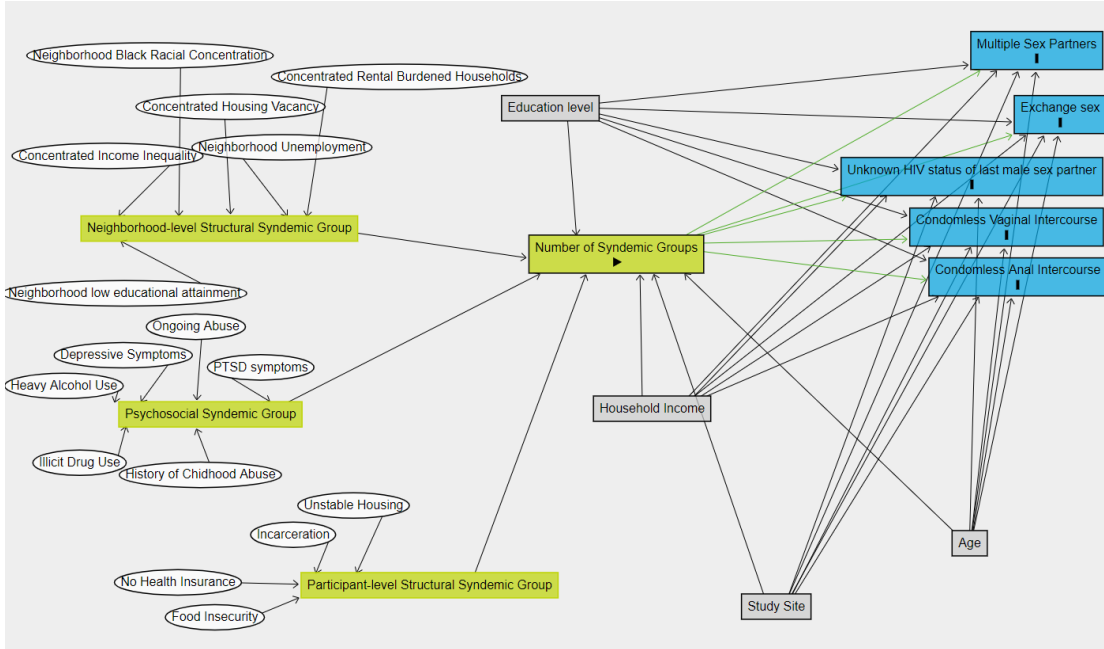 Neighborhood Black Racial Concentration
Concentrated Rental Burdened Households
Concentrated Housing Vacancy
Concentrated Income Inequality
Neighborhood Unemployment
Neighborhood-level Structural Syndemic Group
Neighborhood low educational attainment
Ongoing Abuse
Depressive Symptoms
PTSD symptoms
Heavy Alcohol Use
Psychosocial Syndemic Group
Illicit Drug Use
History of Chidhood Abuse
Unstable Housing
Incarceration
No Health Insurance
Participant-level Structural Syndemic Group
Food Insecurity
Education level
Number of Syndemic Groups
Household Income
Study Site
Age
Multiple Sex Partners
Exchange sex
Unknown HIV status of last male sex partner
Condomless Vaginal Intercourse
Condomless Anal Intercourse